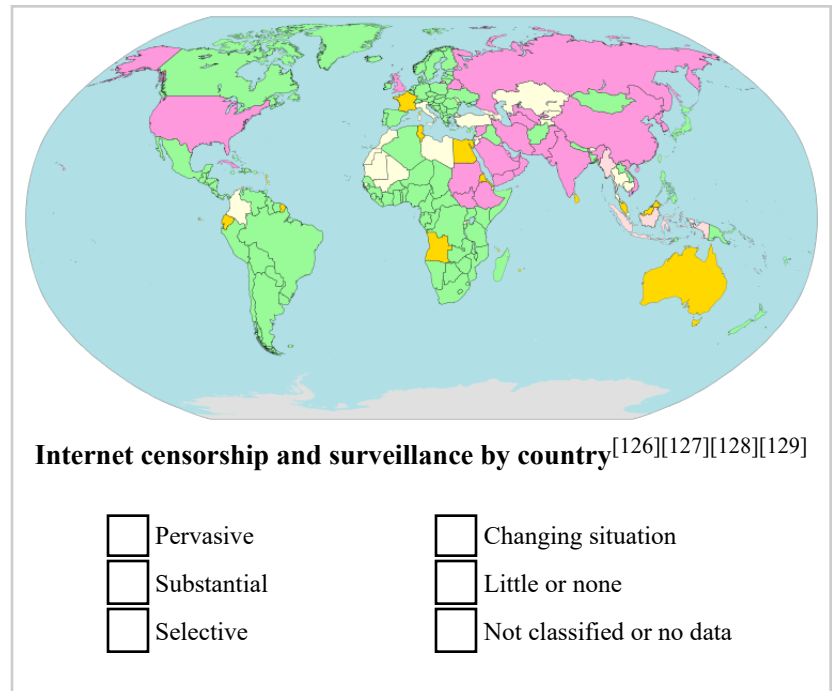 Internet censorship and surveillance by country[126][127][128][129]
Pervasive
Substantial
Selective
Changing situation
Little or none
Not classified or no data